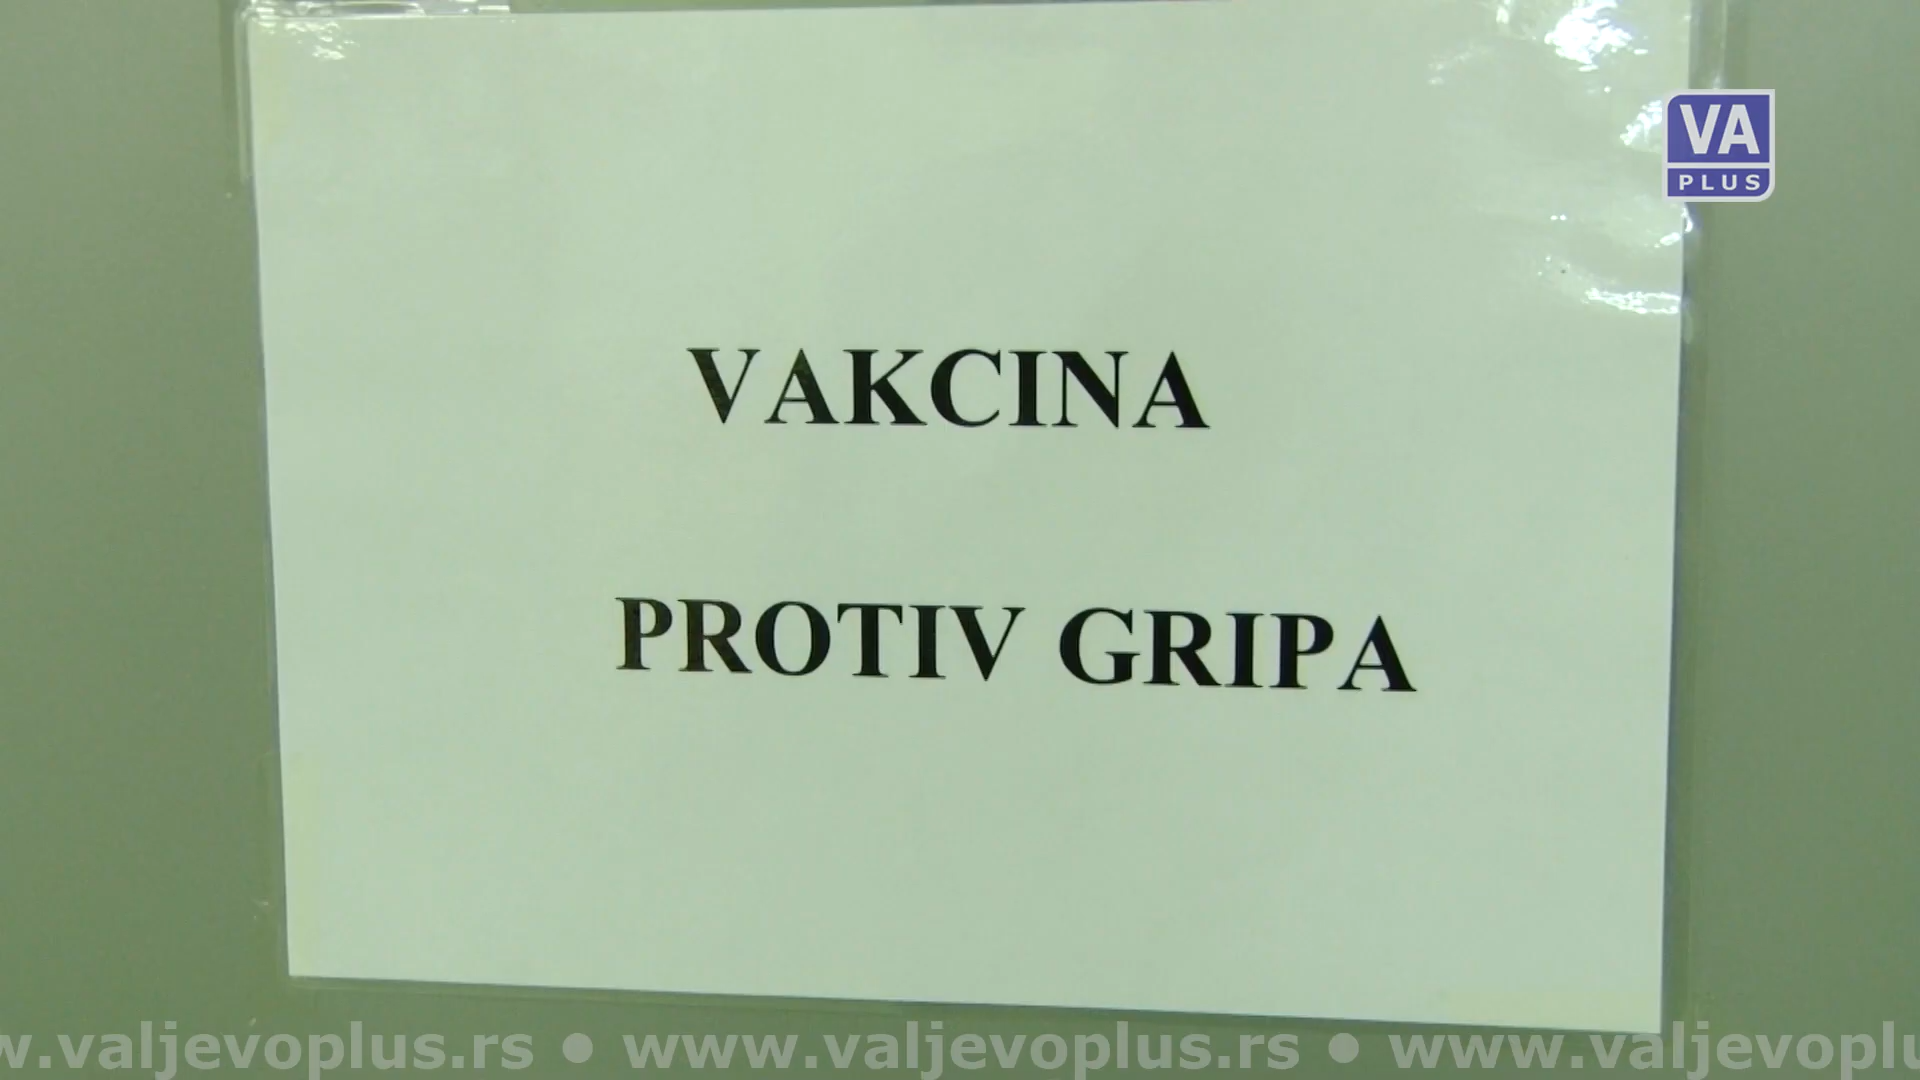 VA
PLUS
VAKCINA
PROTIV GRIPA
w.valjevoplus.rs • www.valjevoplus.rs • www.valjevoplu